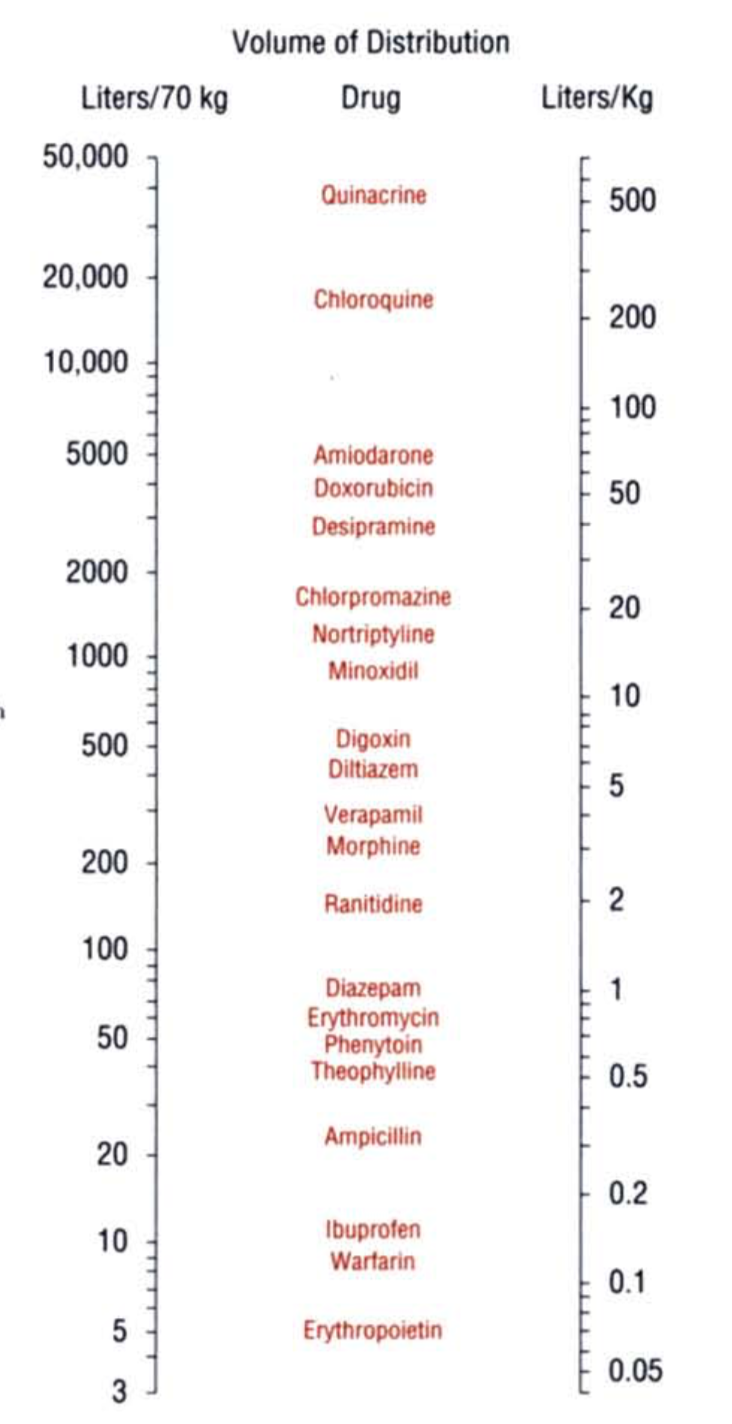 Volume of Distribution
Liters/70 kg Drug Liters/Kg
50,000
Quinacrine 500
20,000
Chloroquine
200
10,000
100
5000 Amiodarone
Doxorubicin 50
Desipramine
2000
Chlorpromazine 20
Nortriptyline
1000
Minoxidil
10
500 Digoxin
Diltiazem
5
Verapamil
Morphine
200
Ranitidine 2
100
Diazepam 1
Erythromycin
50 Phenytoin
Theophylline 0.5
Ampicillin
20
0.2
10 Ibuprofen
Warfarin
0.1
5 Erythropoietin
0.05
3